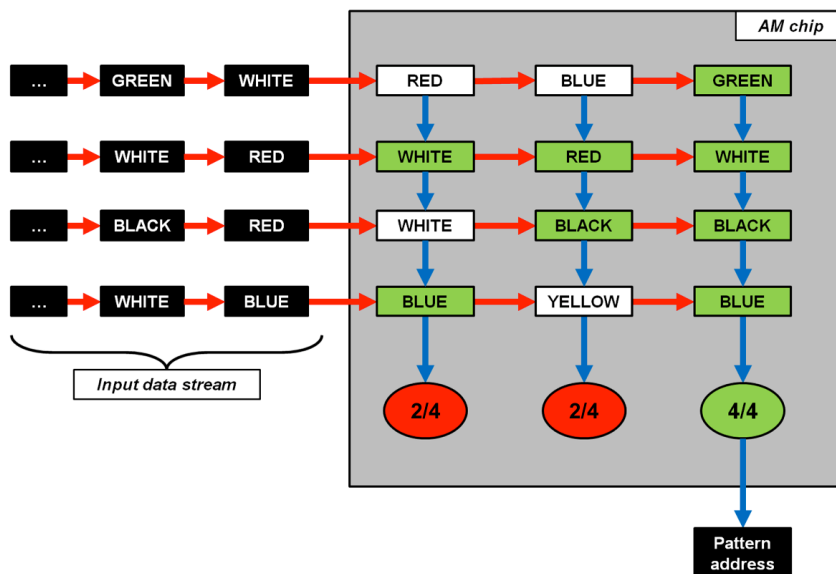 AM chip
... GREEN WHITE RED BLUE GREEN
... WHITE RED WHITE RED WHITE
... BLACK RED WHITE BLACK BLACK
... WHITE BLUE BLUE YELLOW BLUE
Input data stream
2/4 2/4 4/4
Pattern
address